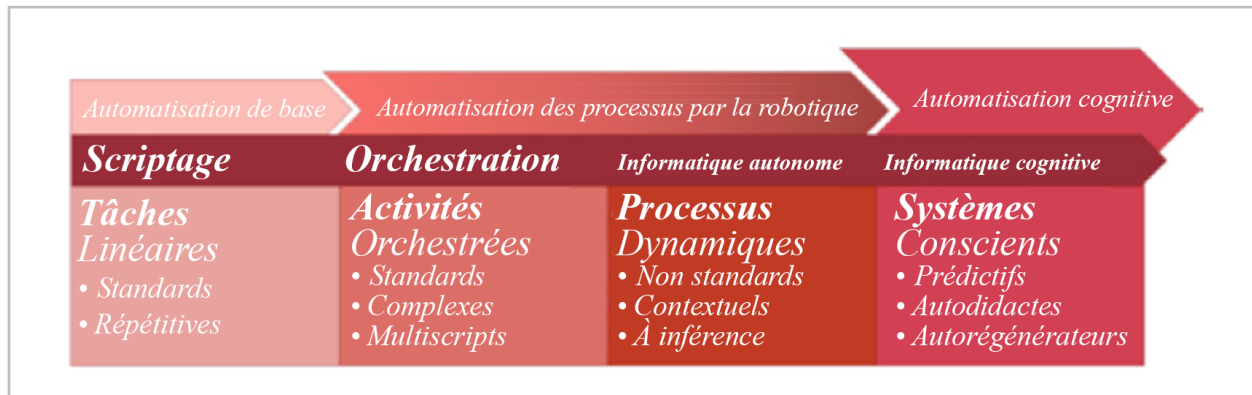 Automatisation de base
Automatisation des processus par la robotique
Automatisation cognitive
Scriptage
Orchestration
Informatique autonome
Informatique cognitive
Tâches
Linéaires
• Standards
• Répétitives
Activités
Orchestrées
• Standards
• Complexes
• Multiscripts
Processus
Dynamiques
• Non standards
• Contextuels
• À inférence
Systèmes
Conscients
• Prédictifs
• Autodidactes
• Autorégénérateurs